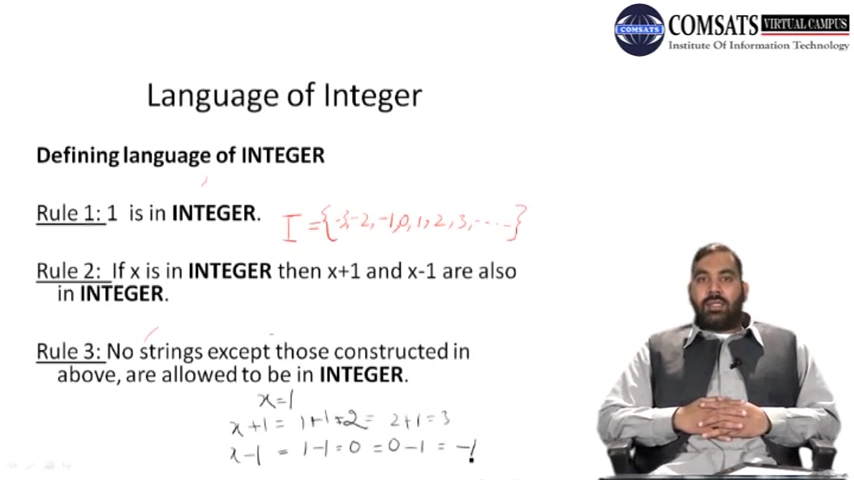 COMSATS
COMSATS VIRTUAL CAMPUS
Institute Of Information Technology
Language of Integer
Defining language of INTEGER
Rule 1: 1 is in INTEGER.
I = {-3,-2, -1,0, 1, 2, 3, -----}
Rule 2: If x is in INTEGER then x+1 and x-1 are also
in INTEGER.
Rule 3: No strings except those constructed in
above, are allowed to be in INTEGER.
x=1
x+1 = 1+1=2= 2+1=3
x-1 = 1-1=0 =0-1 = -1